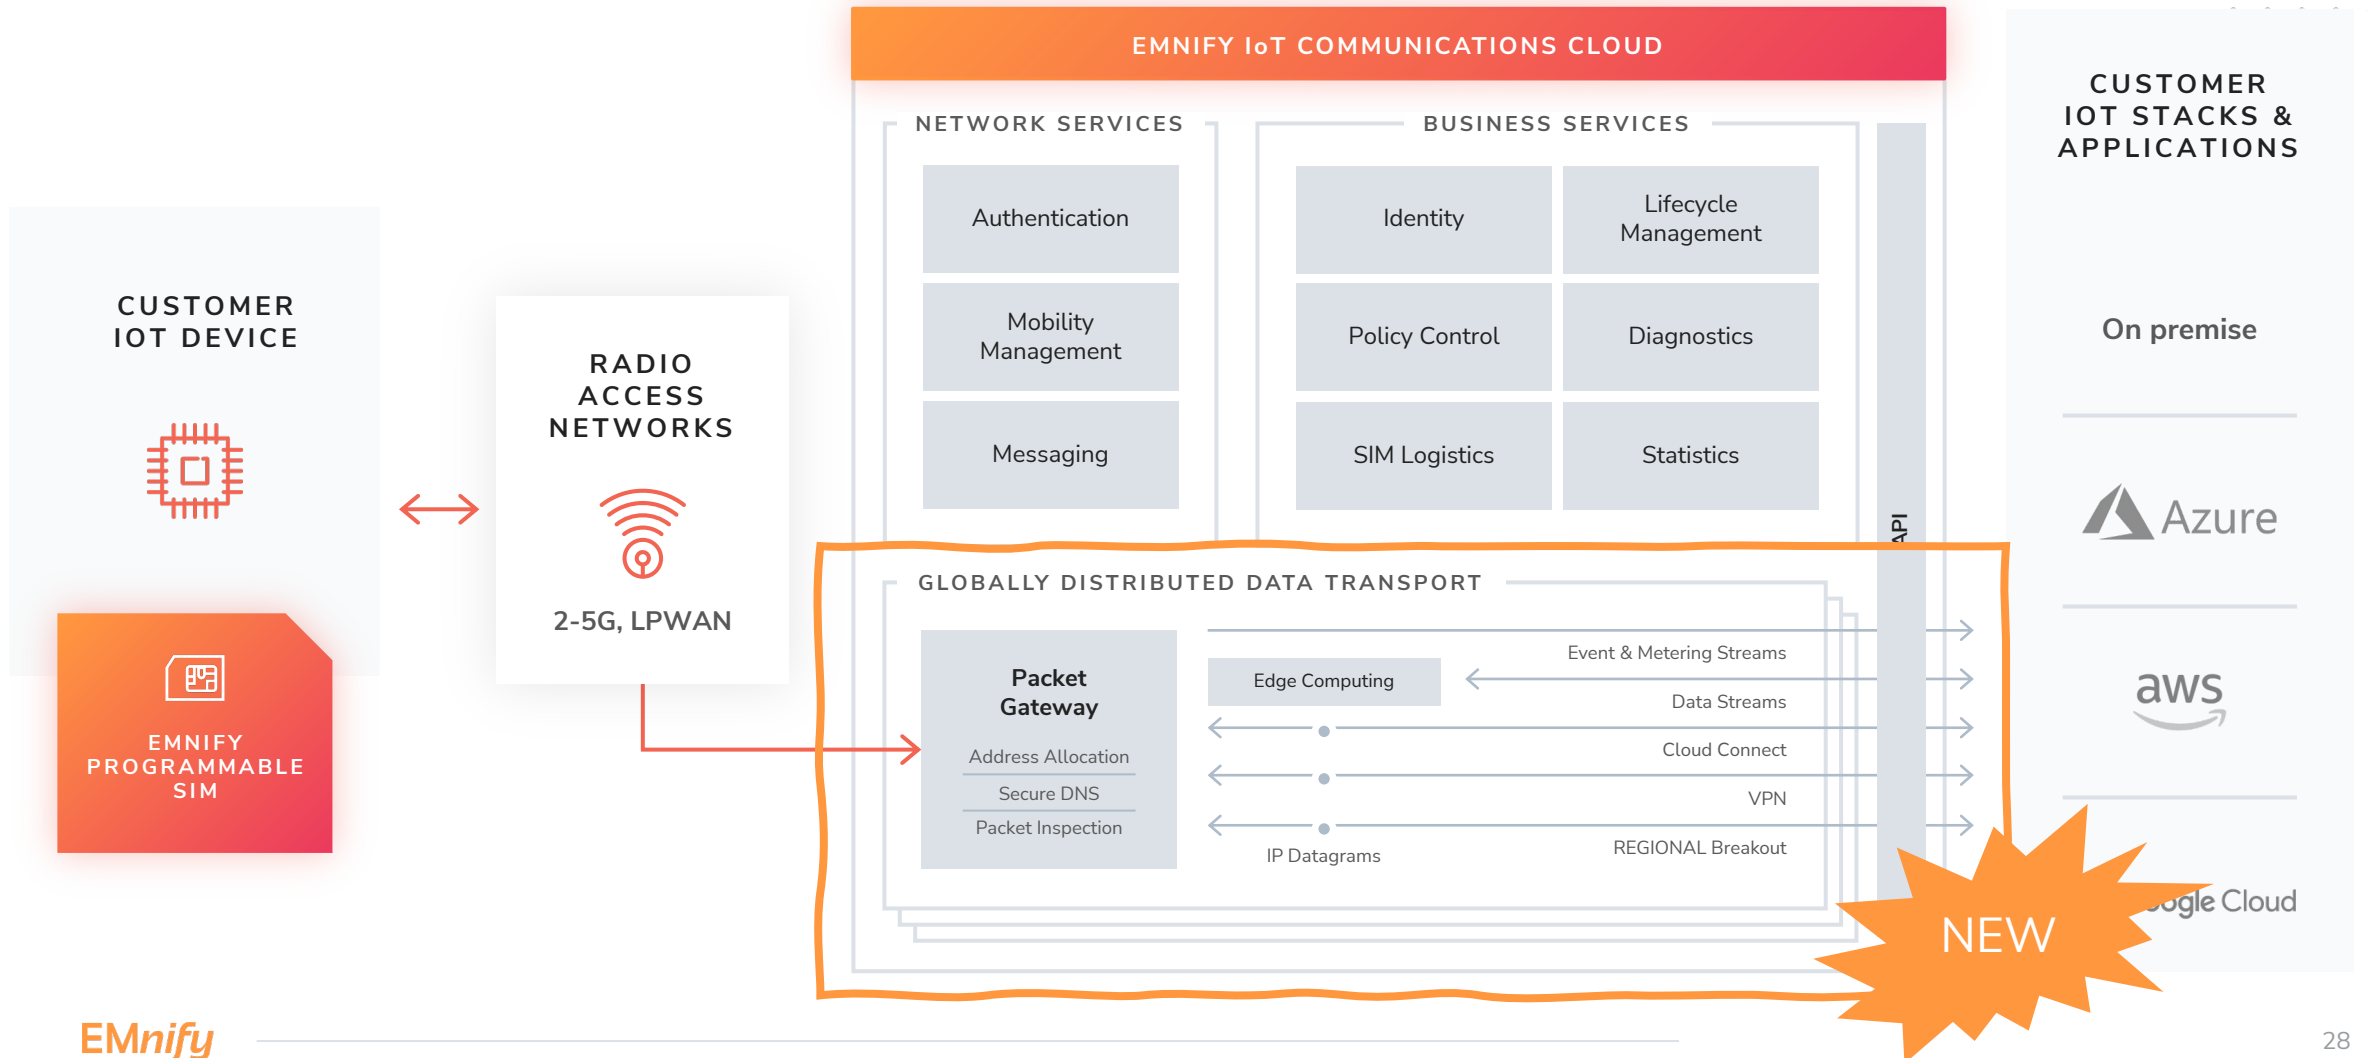 EMNIFY IoT COMMUNICATIONS CLOUD
CUSTOMER
IOT DEVICE
EMNIFY
PROGRAMMABLE
SIM
RADIO
ACCESS
NETWORKS
2-5G, LPWAN
NETWORK SERVICES
Authentication
Mobility
Management
Messaging
BUSINESS SERVICES
Identity
Lifecycle
Management
Policy Control
Diagnostics
SIM Logistics
Statistics
API
GLOBALLY DISTRIBUTED DATA TRANSPORT
Packet
Gateway
Address Allocation
Secure DNS
Packet Inspection
Edge Computing
Event & Metering Streams
Data Streams
Cloud Connect
VPN
REGIONAL Breakout
IP Datagrams
CUSTOMER
IOT STACKS &
APPLICATIONS
On premise
Azure
aws
ogle Cloud
NEW
EMnify
28